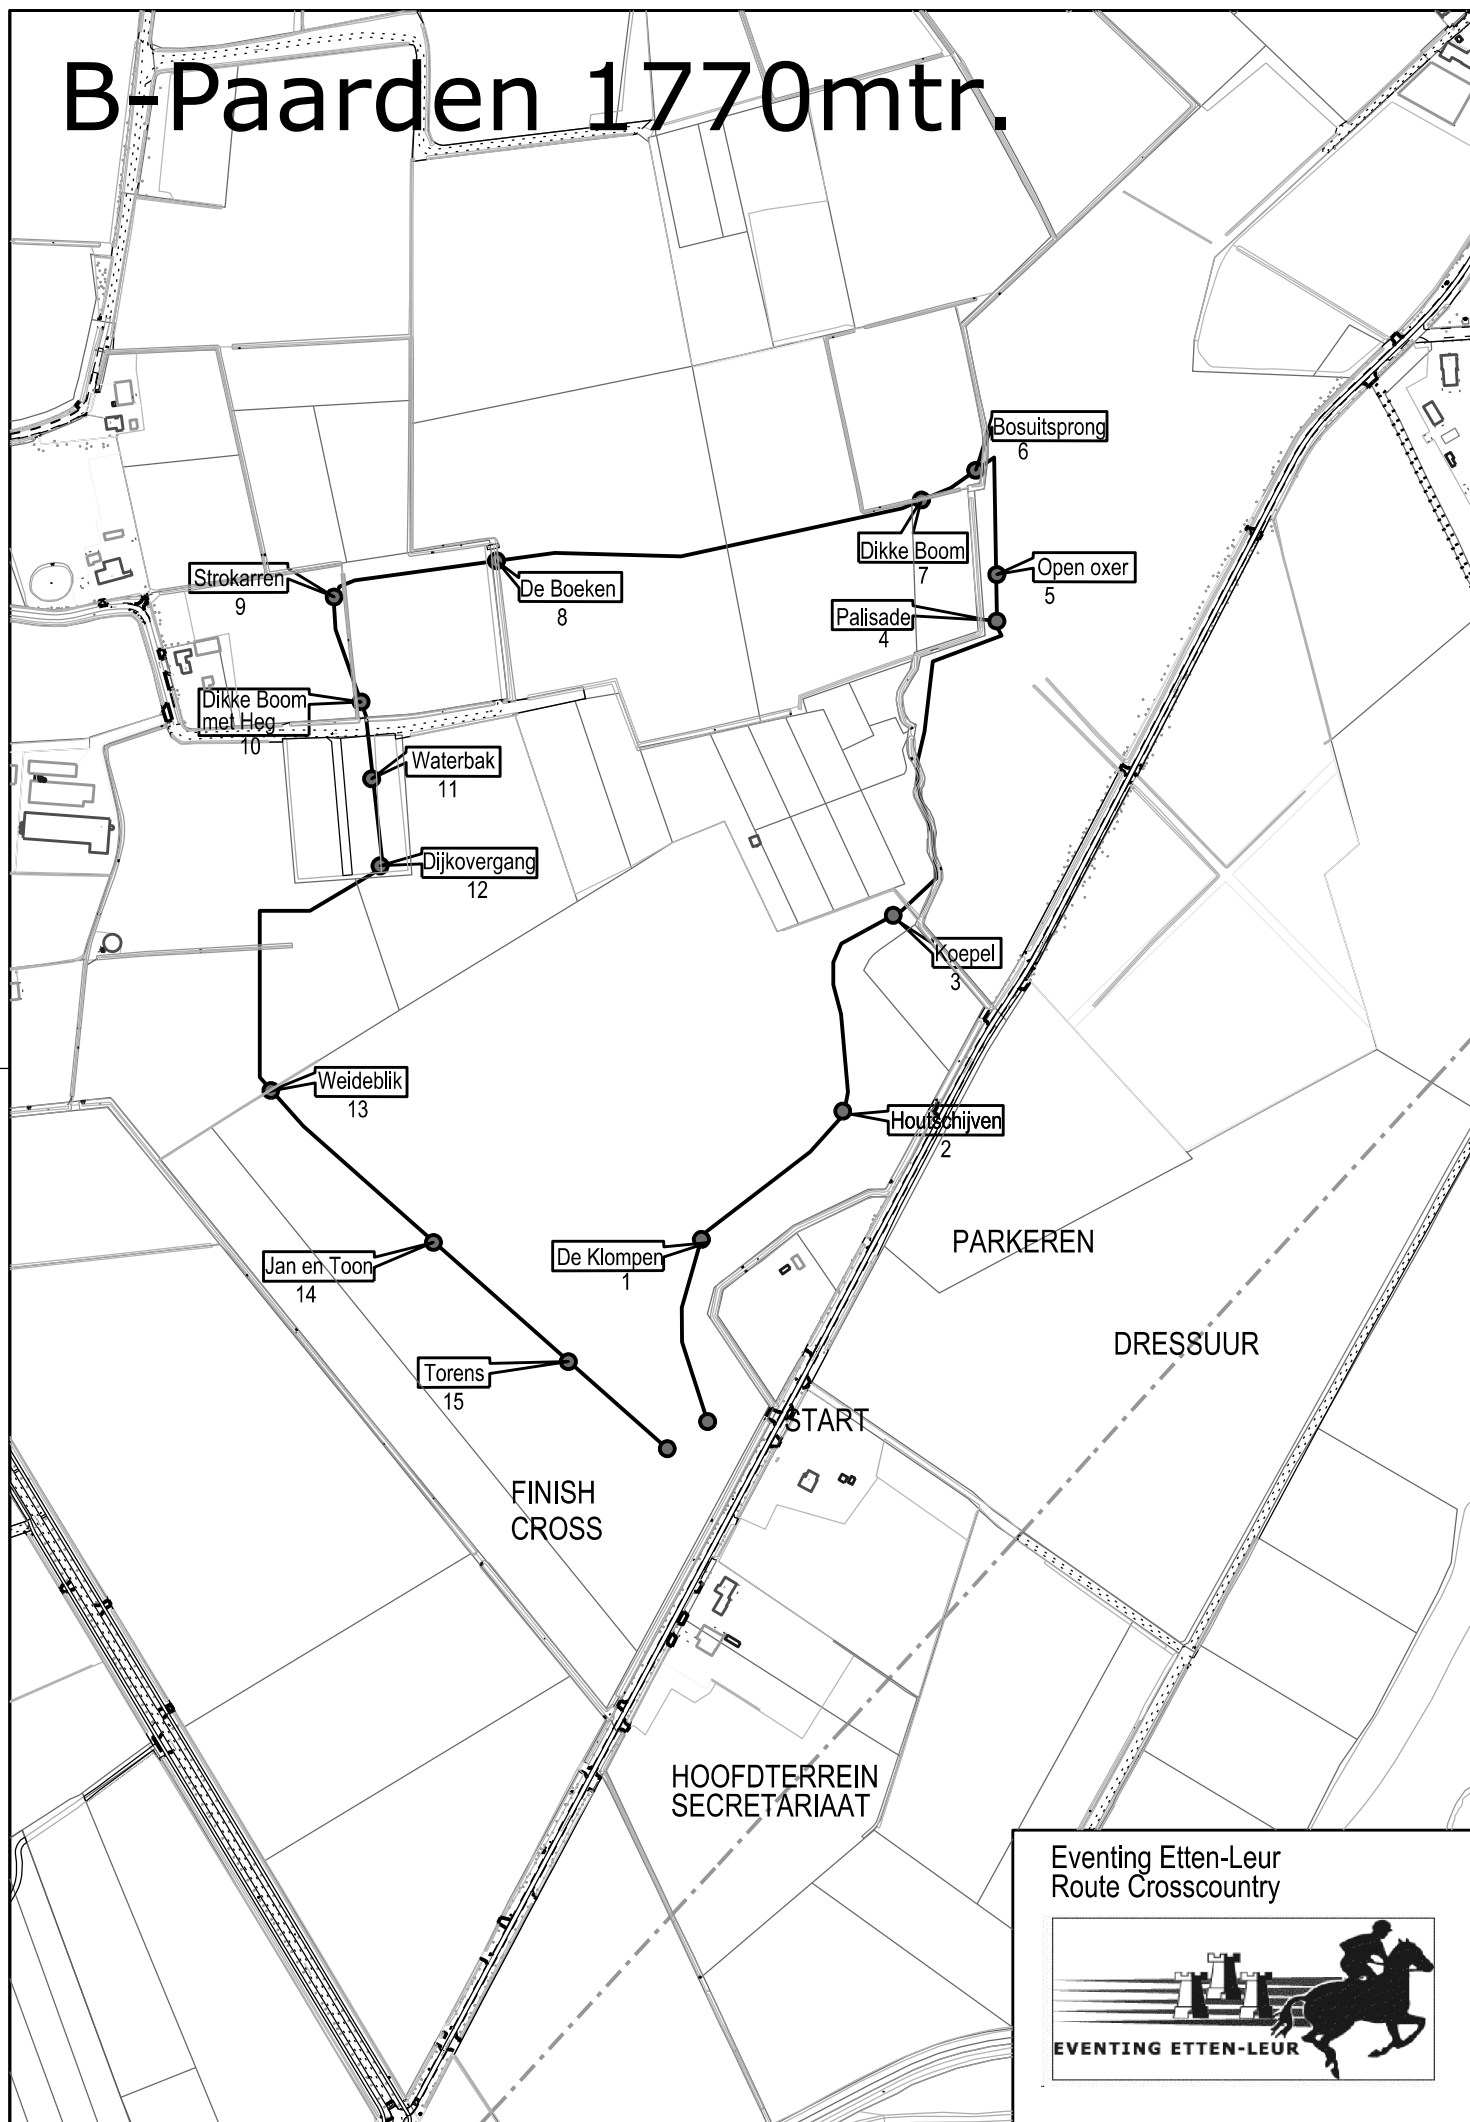 B-Paarden 1770mtr.
Bosuitsprong
6
Dikke Boom
7
Open oxer
5
Strokarren
9
De Boeken
8
Palisade
4
Dikke Boom
met Heg
10
Waterbak
11
Dijkovergang
12
Koepel
3
Weideblik
13
Houtschijven
2
De Klompen
1
Jan en Toon
14
Torens
15
PARKEREN
DRESSUUR
START
FINISH
CROSS
HOOFDTERREIN
SECRETARIAAT
Eventing Etten-Leur
Route Crosscountry
EVENTING ETTEN-LEUR